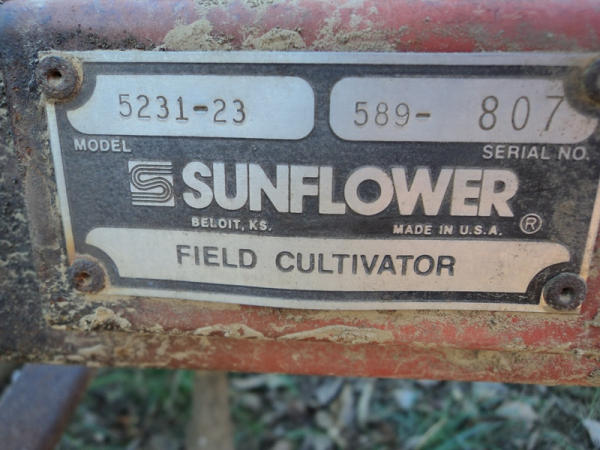 5231-23 589- 807
MODEL SERIAL NO.
S SUNFLOWER ®
BELOIT, KS. MADE IN U.S.A.
FIELD CULTIVATOR